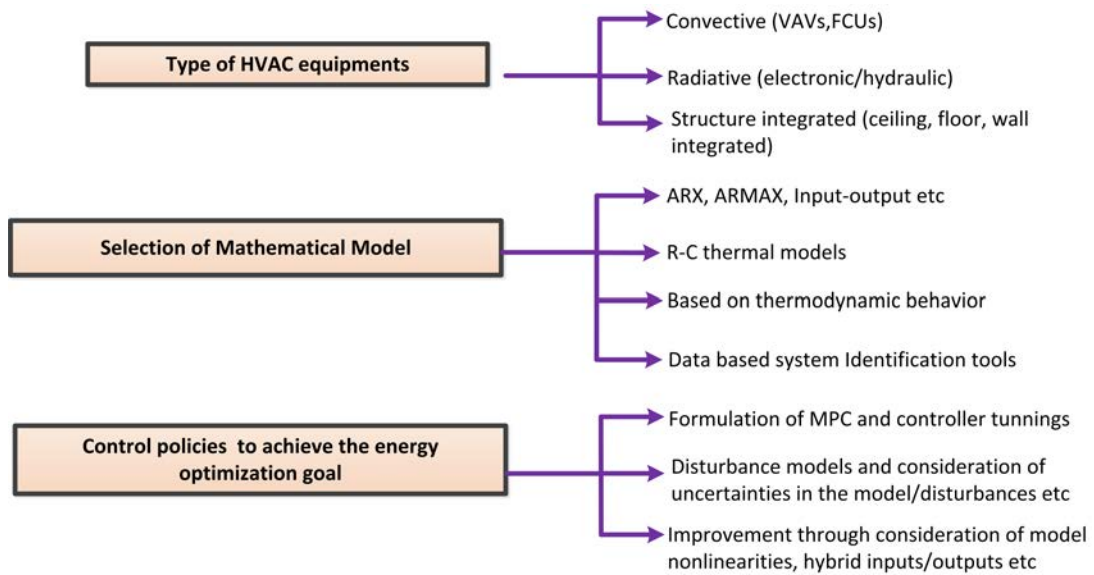 Type of HVAC equipments
Convective (VAVs,FCUs)
Radiative (electronic/hydraulic)
Structure integrated (ceiling, floor, wall
integrated)
Selection of Mathematical Model
ARX, ARMAX, Input-output etc
R-C thermal models
Based on thermodynamic behavior
Data based system Identification tools
Control policies to achieve the energy
optimization goal
Formulation of MPC and controller tunnings
Disturbance models and consideration of
uncertainties in the model/disturbances etc
Improvement through consideration of model
nonlinearities, hybrid inputs/outputs etc